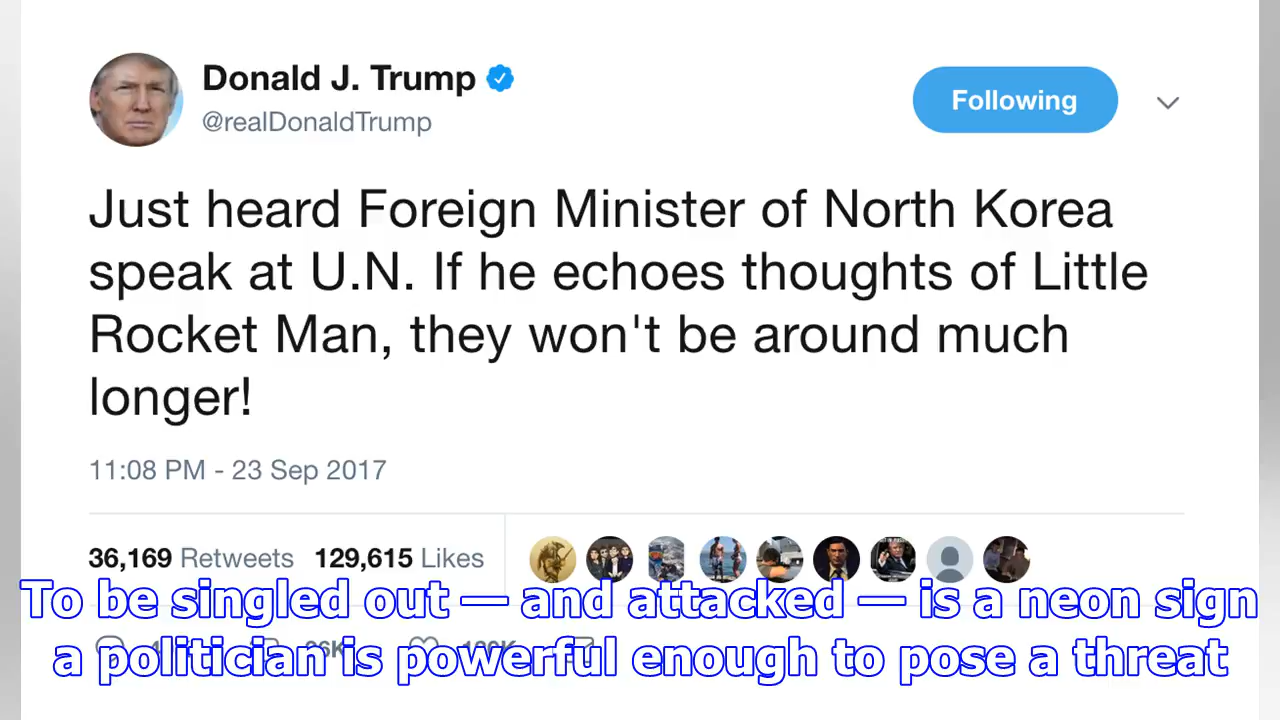 Donald J. Trump
@realDonaldTrump
Following
Just heard Foreign Minister of North Korea
speak at U.N. If he echoes thoughts of Little
Rocket Man, they won't be around much
longer!
11:08 PM - 23 Sep 2017
36,169 Retweets 129,615 Likes
To be singled out — and attacked — is a neon sign
a politician is powerful enough to pose a threat